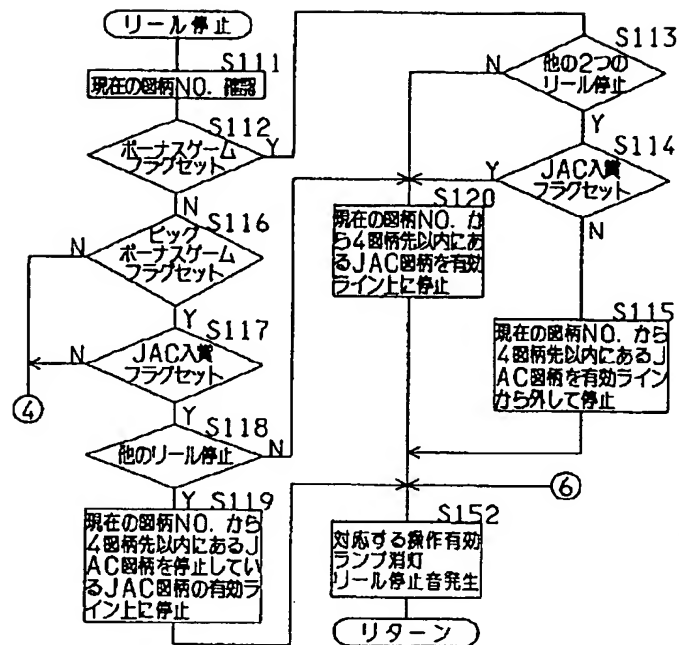 リール停止
S111
現在の図柄NO. 確認
S112
ボーナスゲーム
フラグセット
Y
N
S116
ビッグ
ボーナスゲーム
フラグセット
N
Y
S117
JAC入賞
フラグセット
N
Y
④
S118
他のリール停止
N
Y
S119
現在の図柄NO. から
4図柄先以内にあるJ
AC図柄を停止してい
るJAC図柄の有効ラ
イン上に停止
S113
他の2つの
リール停止
N
Y
S114
JAC入賞
フラグセット
Y
N
S120
現在の図柄NO. か
ら4図柄先以内にあ
るJAC図柄を有効
ライン上に停止
S115
現在の図柄NO. から
4図柄先以内にあるJ
AC図柄を有効ライン
から外して停止
⑥
S152
対応する操作有効
ランプ消灯
リール停止音発生
リターン